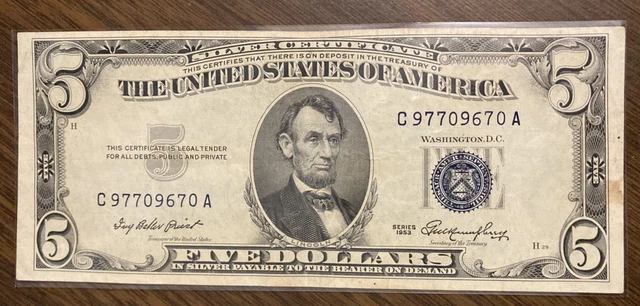 5 SILVER CERTIFICATE 5
THIS CERTIFIES THAT THERE IS ON DEPOSIT IN THE TREASURY OF
THE UNITED STATES OF AMERICA
H
C 97709670 A
WASHINGTON, D.C.
THIS CERTIFICATE IS LEGAL TENDER
FOR ALL DEBTS, PUBLIC AND PRIVATE
5
FIVE
C 97709670 A
Ivy Baker Priest
Treasurer of the United States
SERIES
1953
G.M. Humphrey
Secretary of the Treasury
H 29
LINCOLN
5 FIVE DOLLARS 5
IN SILVER PAYABLE TO THE BEARER ON DEMAND